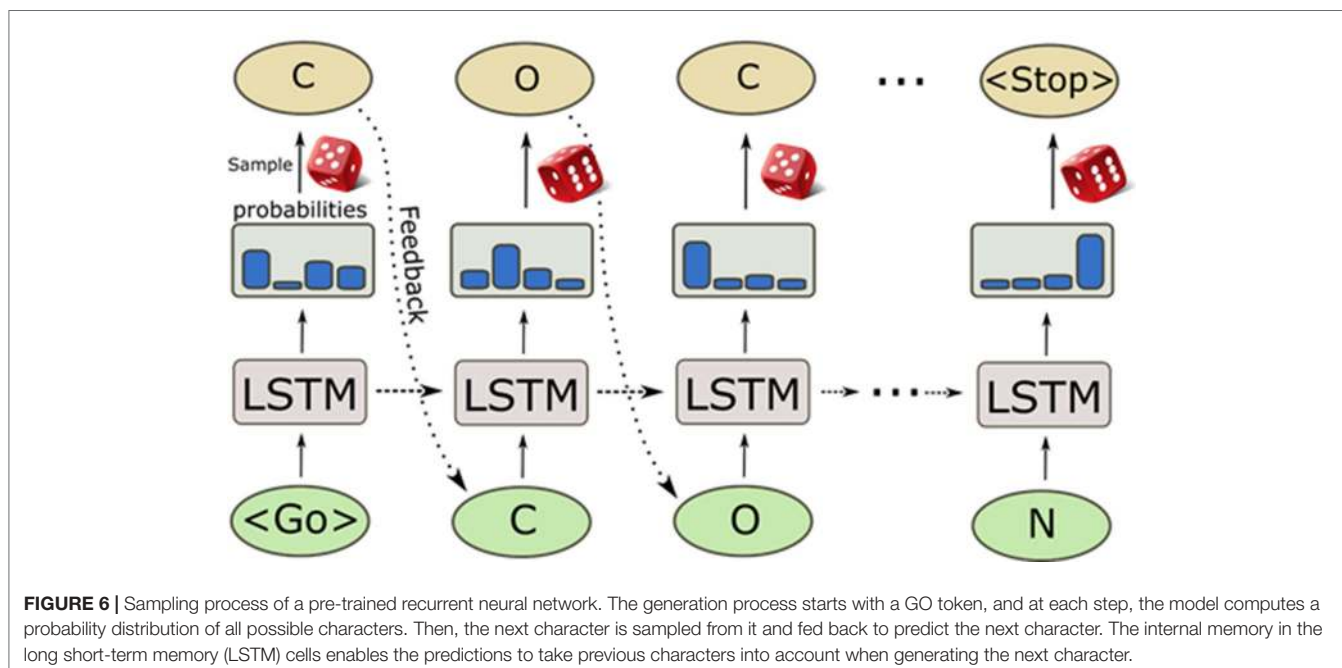 C O C ... <Stop>
Sample
probabilities
Feedback
LSTM LSTM LSTM ... LSTM
<Go> C O N
FIGURE 6 | Sampling process of a pre-trained recurrent neural network. The generation process starts with a GO token, and at each step, the model computes a
probability distribution of all possible characters. Then, the next character is sampled from it and fed back to predict the next character. The internal memory in the
long short-term memory (LSTM) cells enables the predictions to take previous characters into account when generating the next character.